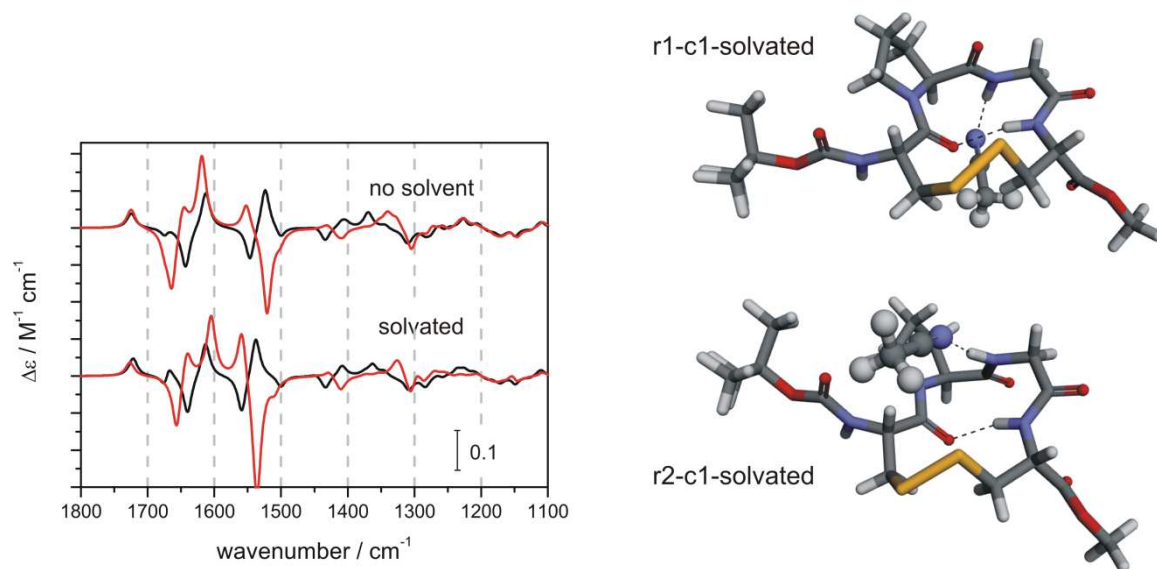 no solvent
solvated
0.1
Δε / M⁻¹ cm⁻¹
1800 1700 1600 1500 1400 1300 1200 1100
wavenumber / cm⁻¹
r1-c1-solvated
r2-c1-solvated